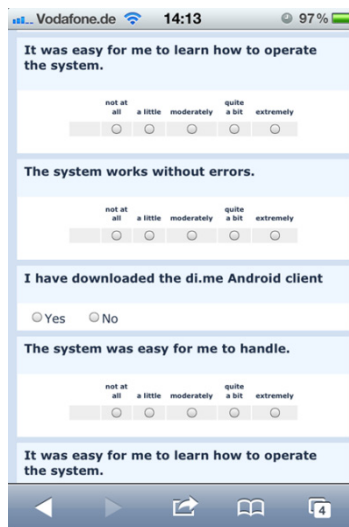 Vodafone.de 14:13 97%
It was easy for me to learn how to operate
the system.
not at all a little moderately quite a bit extremely
The system works without errors.
not at all a little moderately quite a bit extremely
I have downloaded the di.me Android client
Yes No
The system was easy for me to handle.
not at all a little moderately quite a bit extremely
It was easy for me to learn how to operate
the system.
4